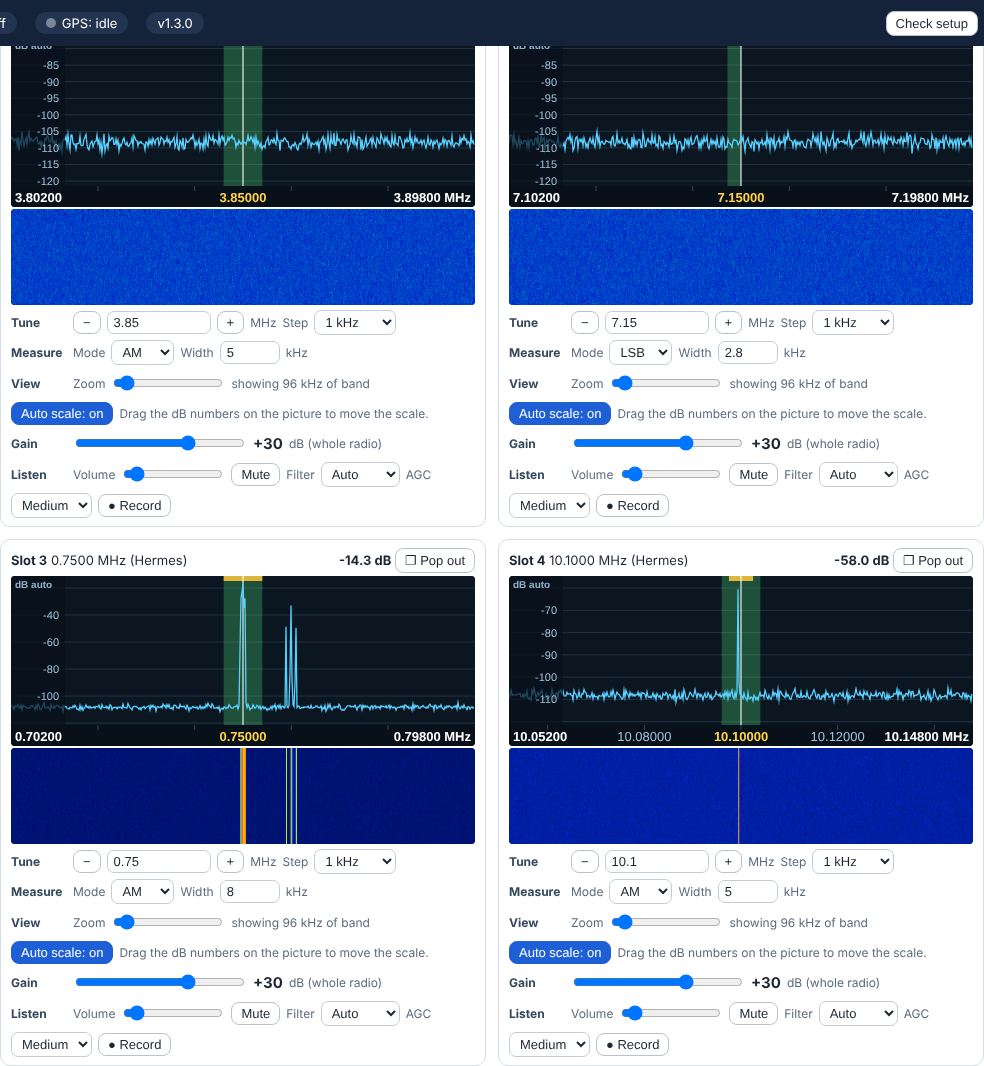 ff GPS: idle v1.3.0 Check setup
dB auto
-85
-90
-95
-100
-105
-110
-115
-120
3.80200 3.85000 3.89800 MHz
Tune − 3.85 + MHz Step 1 kHz
Measure Mode AM Width 5 kHz
View Zoom showing 96 kHz of band
Auto scale: on Drag the dB numbers on the picture to move the scale.
Gain +30 dB (whole radio)
Listen Volume Mute Filter Auto AGC
Medium ● Record
dB auto
-85
-90
-95
-100
-105
-110
-115
-120
7.10200 7.15000 7.19800 MHz
Tune − 7.15 + MHz Step 1 kHz
Measure Mode LSB Width 2.8 kHz
View Zoom showing 96 kHz of band
Auto scale: on Drag the dB numbers on the picture to move the scale.
Gain +30 dB (whole radio)
Listen Volume Mute Filter Auto AGC
Medium ● Record
Slot 3 0.7500 MHz (Hermes) -14.3 dB ❐ Pop out
dB auto
-40
-60
-80
-100
0.70200 0.75000 0.79800 MHz
Tune − 0.75 + MHz Step 1 kHz
Measure Mode AM Width 8 kHz
View Zoom showing 96 kHz of band
Auto scale: on Drag the dB numbers on the picture to move the scale.
Gain +30 dB (whole radio)
Listen Volume Mute Filter Auto AGC
Medium ● Record
Slot 4 10.1000 MHz (Hermes) -58.0 dB ❐ Pop out
dB auto
-70
-80
-90
-100
-110
10.05200 10.08000 10.10000 10.12000 10.14800 MHz
Tune − 10.1 + MHz Step 1 kHz
Measure Mode AM Width 5 kHz
View Zoom showing 96 kHz of band
Auto scale: on Drag the dB numbers on the picture to move the scale.
Gain +30 dB (whole radio)
Listen Volume Mute Filter Auto AGC
Medium ● Record